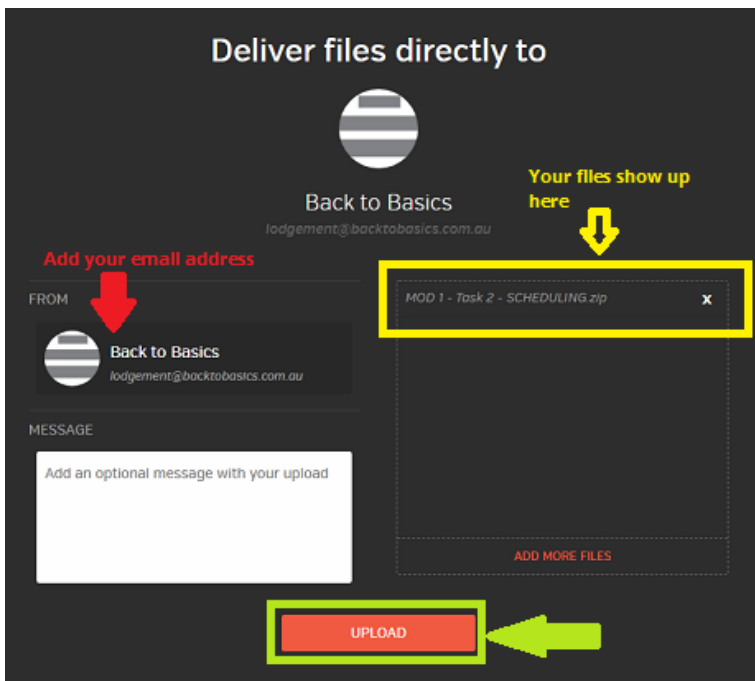 Deliver files directly to
Back to Basics
lodgement@backtobasics.com.au
Your files show up
here
Add your email address
FROM
Back to Basics
lodgement@backtobasics.com.au
MESSAGE
Add an optional message with your upload
MOD 1 - Task 2 - SCHEDULING.zip x
ADD MORE FILES
UPLOAD